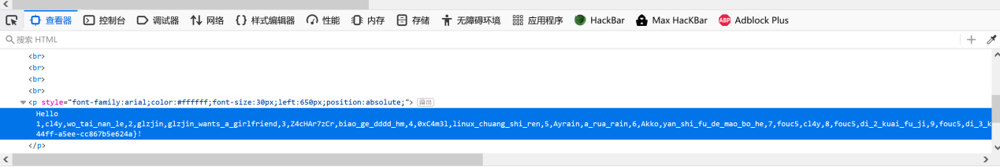 查看器 控制台 调试器 网络 {} 样式编辑器 性能 内存 存储 无障碍环境 应用程序 HackBar Max HacKBar ABP Adblock Plus
搜索 HTML
<br>
<br>
<br>
<br>
<p style="font-family:arial;color:#ffffff;font-size:30px;left:650px;position:absolute;"> 溢出
Hello
1,cl4y,wo_tai_nan_le,2,glzjin,glzjin_wants_a_girlfriend,3,Z4cHAr7zCr,biao_ge_dddd_hm,4,0xC4m3l,linux_chuang_shi_ren,5,Ayrain,a_rua_rain,6,Akko,yan_shi_fu_de_mao_bo_he,7,fouc5,cl4y,8,fouc5,di_2_kuai_fu_ji,9,fouc5,di_3_k
44ff-a5ee-cc867b5e624a}!
</p>